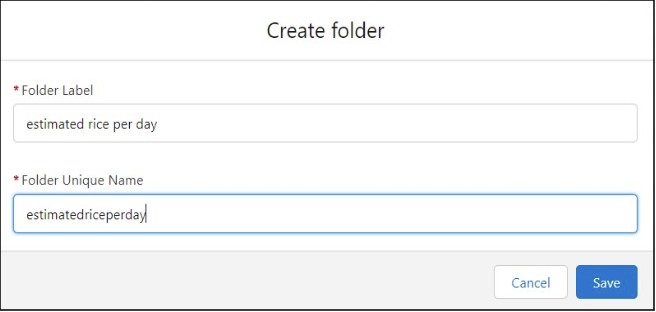 Create folder
* Folder Label
estimated rice per day
* Folder Unique Name
estimatedriceperday
Cancel Save